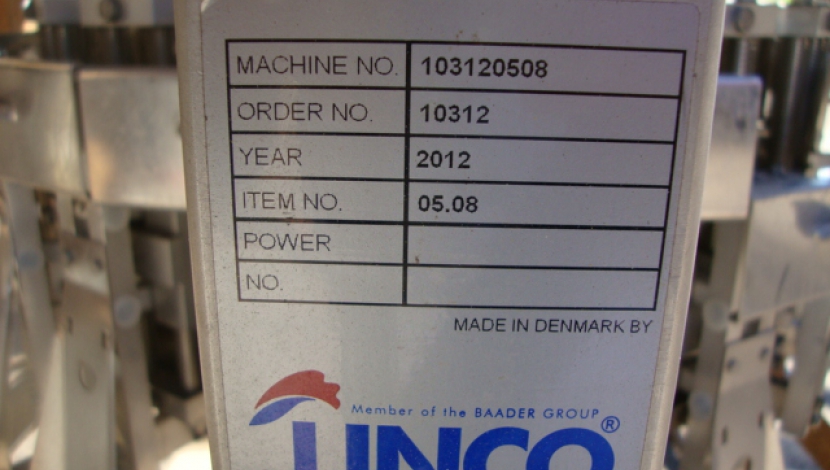 MACHINE NO. 103120508
ORDER NO. 10312
YEAR 2012
ITEM NO. 05.08
POWER
NO.
MADE IN DENMARK BY
Member of the BAADER GROUP
LINCO®